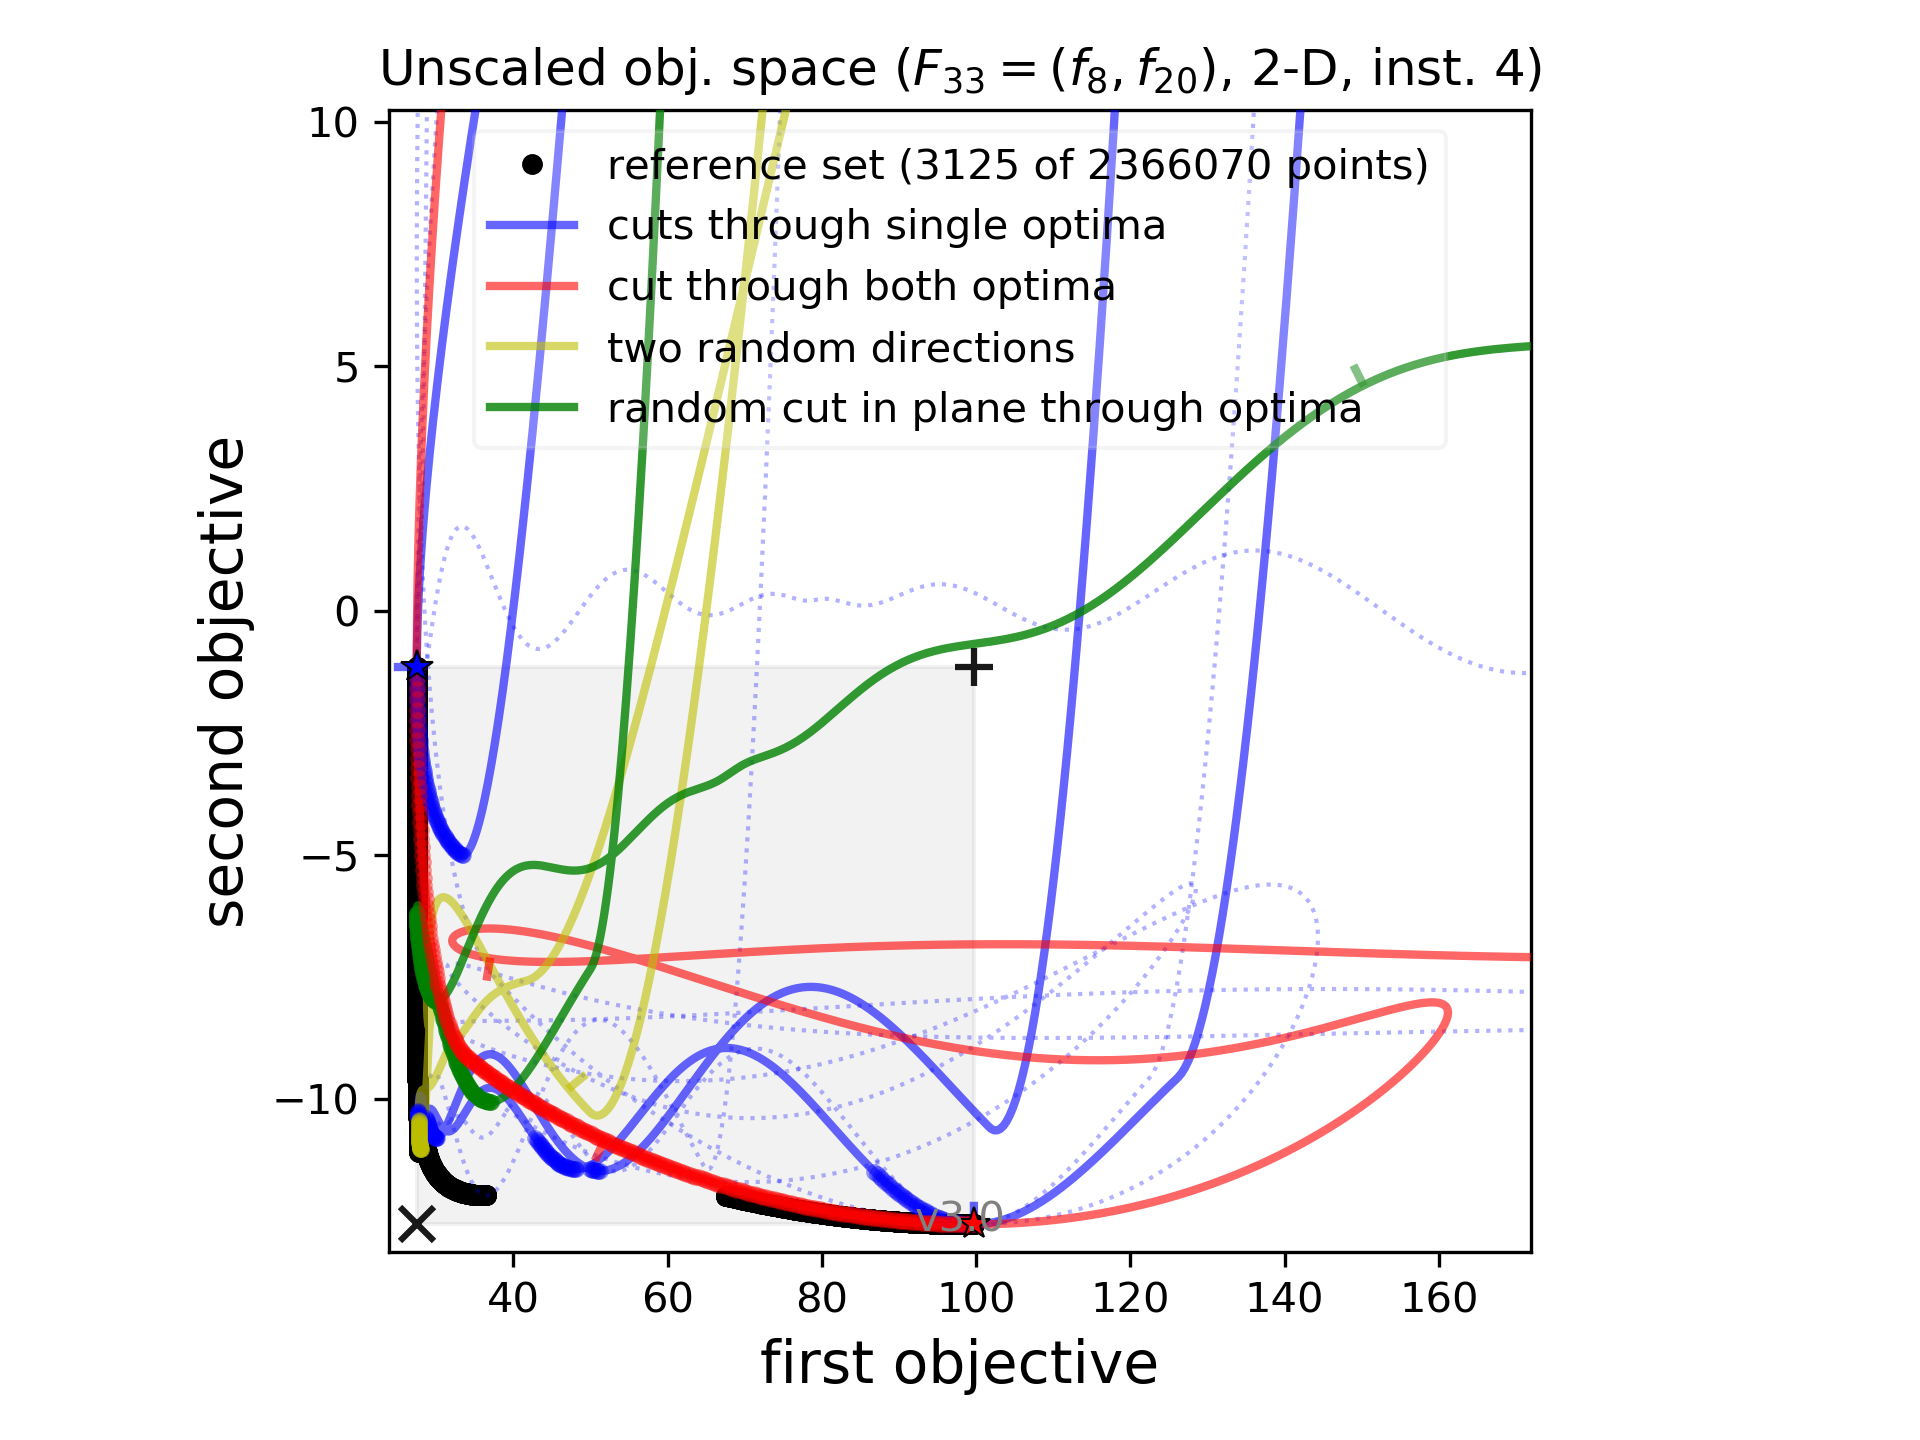 Unscaled obj. space (F33 = (f8, f20), 2-D, inst. 4)
10
5
0
−5
−10
second objective
reference set (3125 of 2366070 points)
cuts through single optima
cut through both optima
two random directions
random cut in plane through optima
v3.0
40 60 80 100 120 140 160
first objective